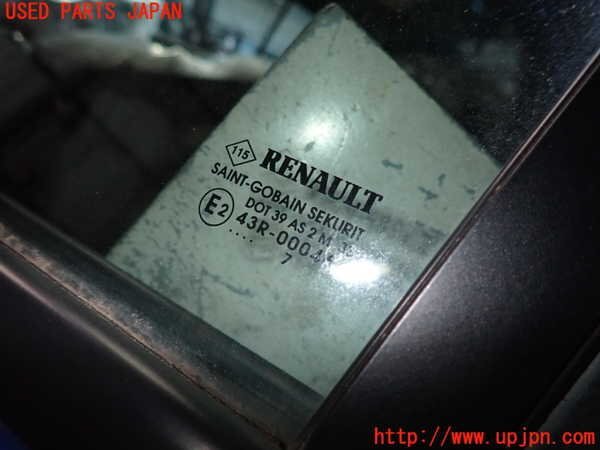 USED PARTS JAPAN
115 RENAULT
SAINT-GOBAIN SEKURIT
DOT 39 AS 2
E2 43R-000
.... 7
http://www.upjpn.com/